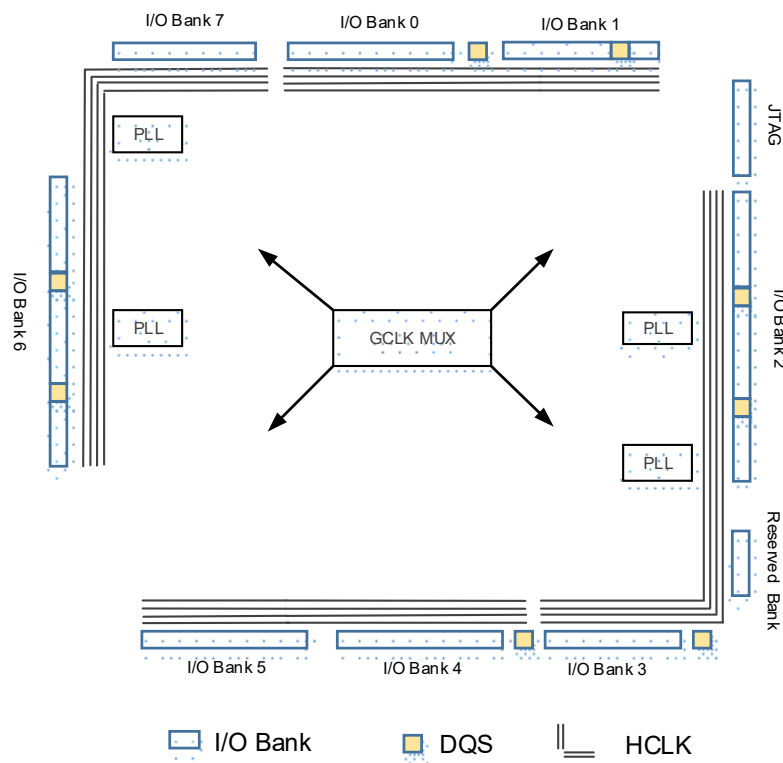 I/O Bank 7
I/O Bank 0
I/O Bank 1
JTAG
PLL
I/O Bank 6
PLL
GCLK MUX
PLL
I/O Bank 2
PLL
Reserved Bank
I/O Bank 5
I/O Bank 4
I/O Bank 3
I/O Bank
DQS
HCLK